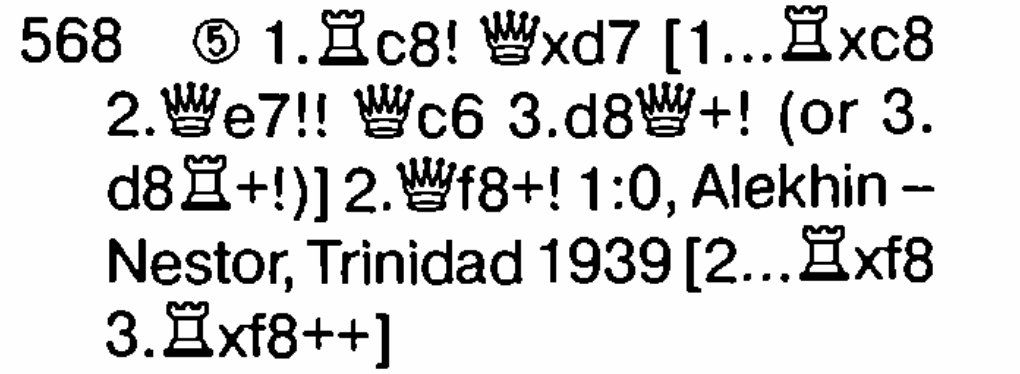 568 ⑤ 1.♖c8! ♕xd7 [1...♖xc8
2.♕e7!! ♕c6 3.d8♕+! (or 3.
d8♖+!)] 2.♕f8+! 1:0, Alekhin –
Nestor, Trinidad 1939 [2...♖xf8
3.♖xf8++]